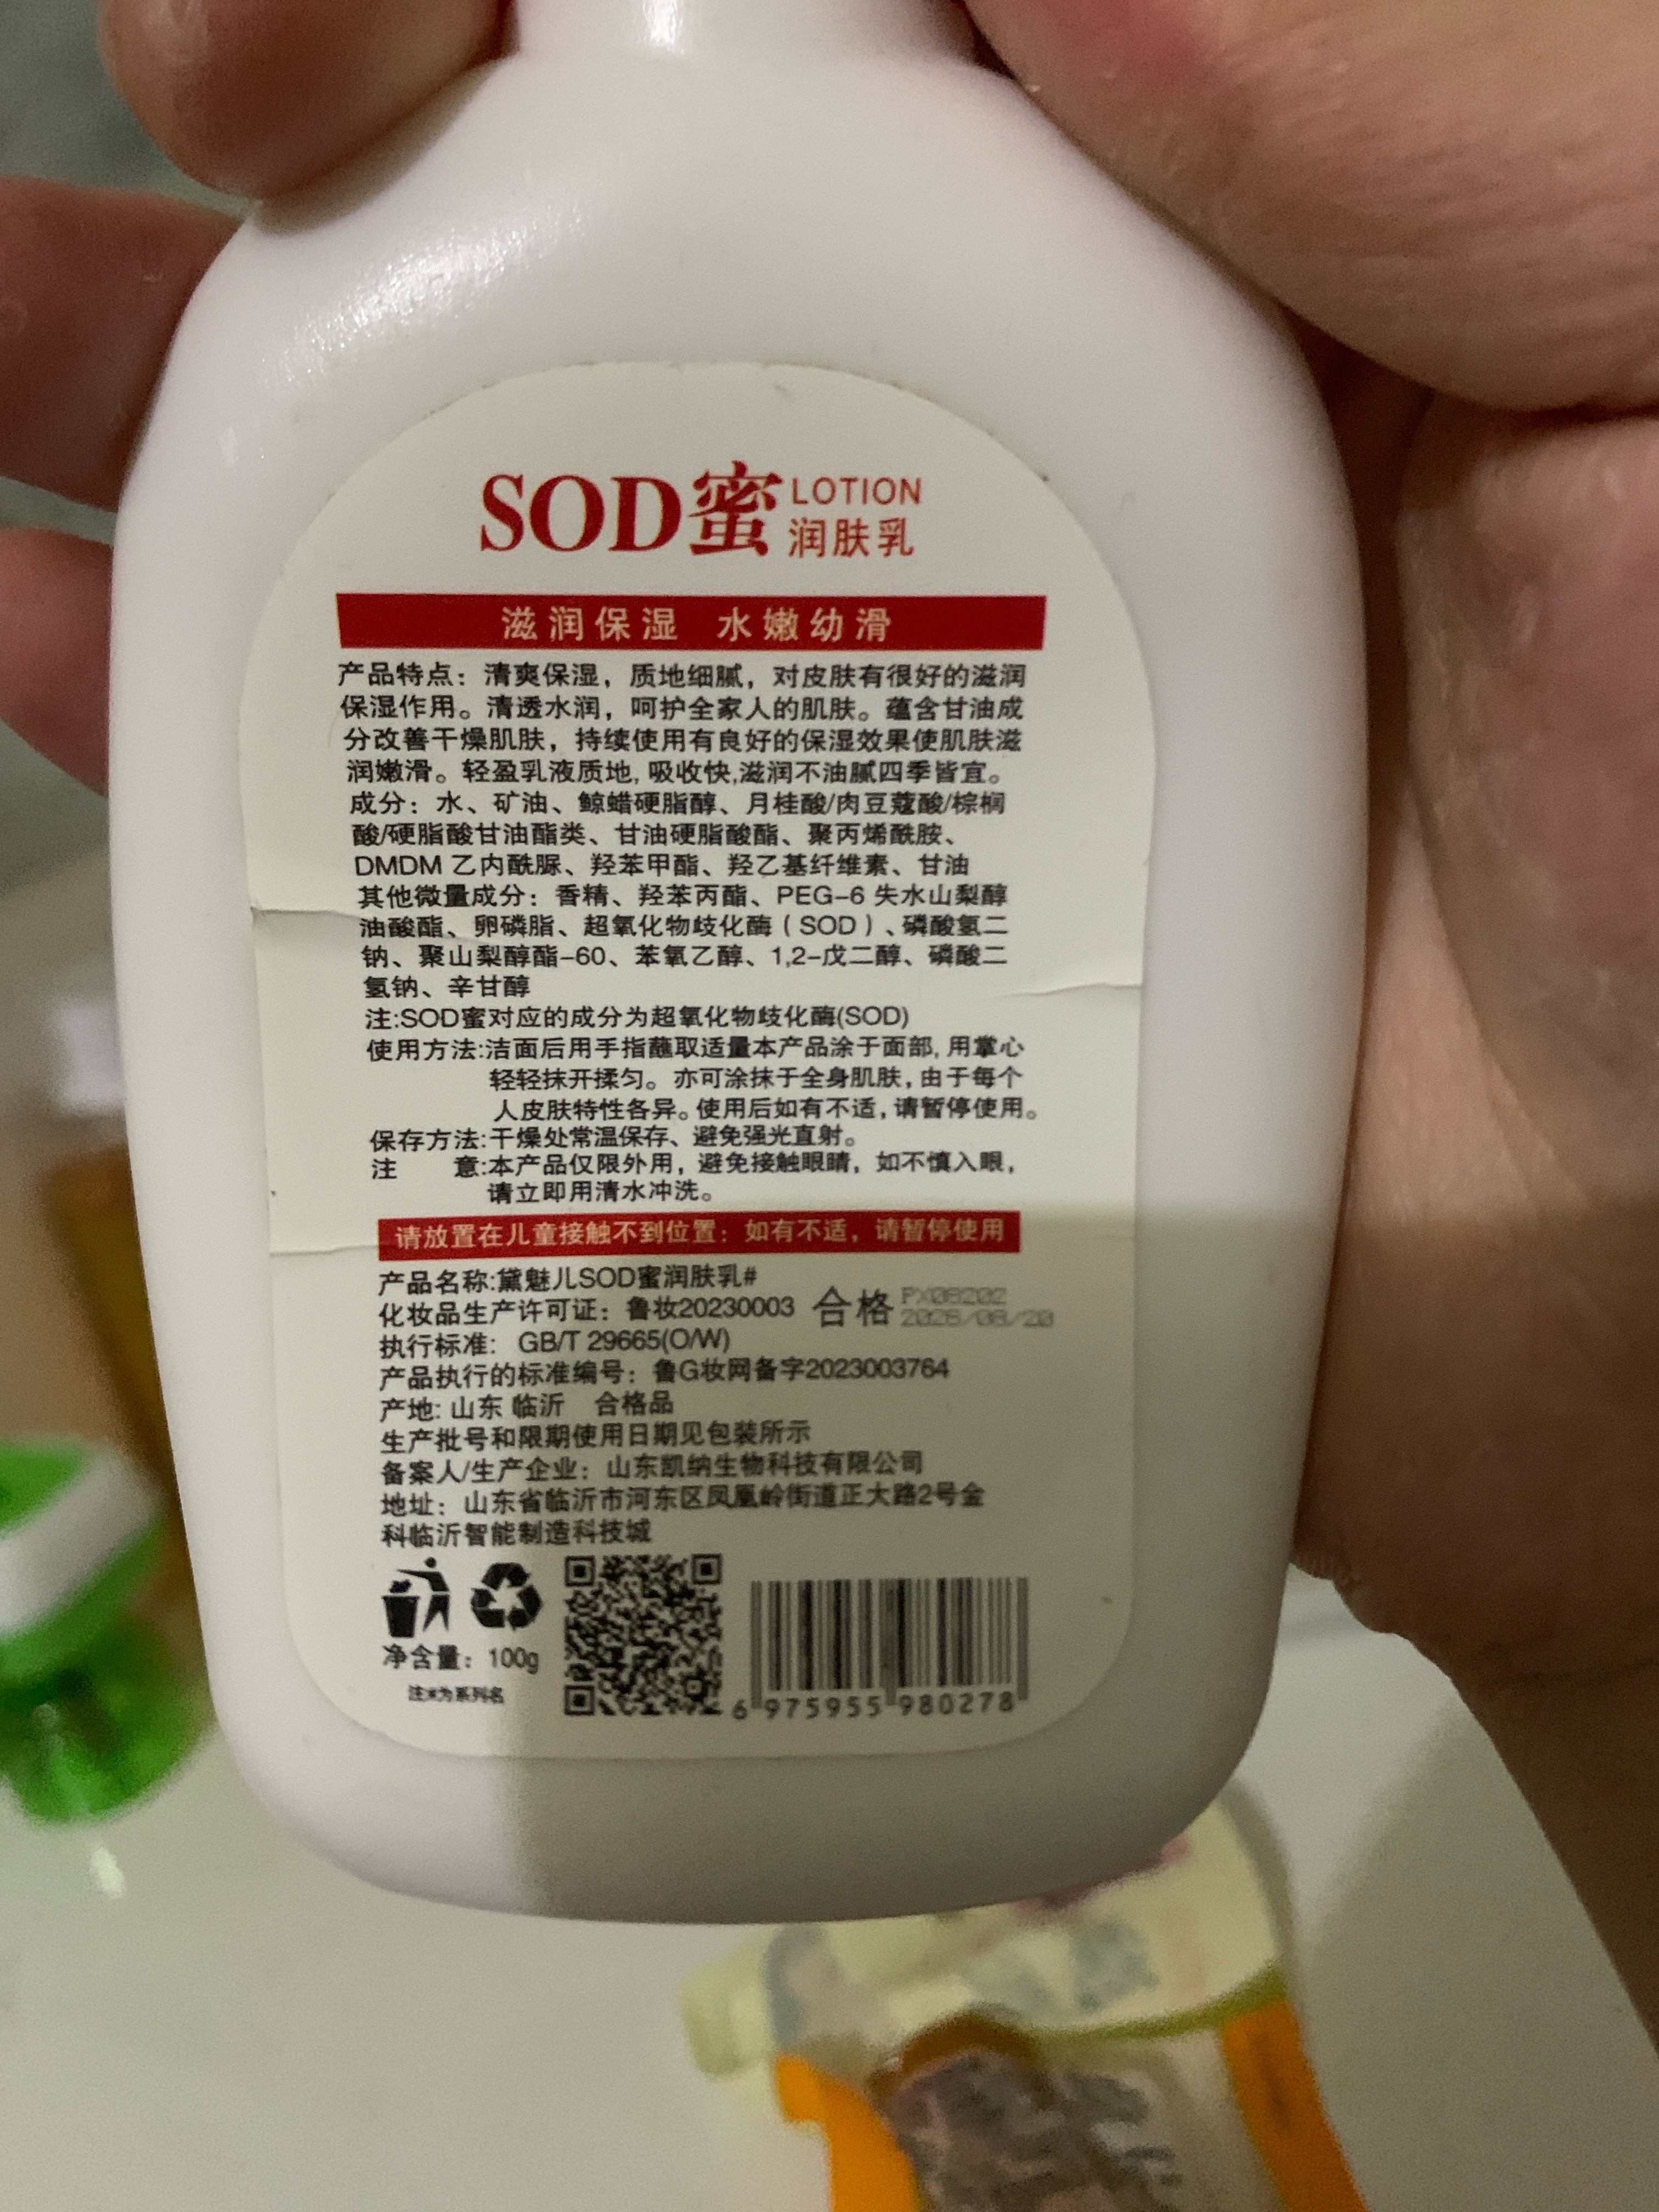 SOD蜜 LOTION
润肤乳
滋润保湿 水嫩幼滑
产品特点：清爽保湿，质地细腻，对皮肤有很好的滋润
保湿作用。清透水润，呵护全家人的肌肤。蕴含甘油成
分改善干燥肌肤，持续使用有良好的保湿效果使肌肤滋
润嫩滑。轻盈乳液质地，吸收快,滋润不油腻四季皆宜。
成分：水、矿油、鲸蜡硬脂醇、月桂酸/肉豆蔻酸/棕榈
酸/硬脂酸甘油酯类、甘油硬脂酸酯、聚丙烯酰胺、
DMDM 乙内酰脲、羟苯甲酯、羟乙基纤维素、甘油
其他微量成分：香精、羟苯丙酯、PEG-6 失水山梨醇
油酸酯、卵磷脂、超氧化物歧化酶（SOD）、磷酸氢二
钠、聚山梨醇酯-60、苯氧乙醇、1,2-戊二醇、磷酸二
氢钠、辛甘醇
注:SOD蜜对应的成分为超氧化物歧化酶(SOD)
使用方法:洁面后用手指蘸取适量本产品涂于面部,用掌心
轻轻抹开揉匀。亦可涂抹于全身肌肤,由于每个
人皮肤特性各异。使用后如有不适,请暂停使用。
保存方法:干燥处常温保存、避免强光直射。
注 意:本产品仅限外用，避免接触眼睛，如不慎入眼，
请立即用清水冲洗。
请放置在儿童接触不到位置：如有不适，请暂停使用
产品名称:黛魅儿SOD蜜润肤乳#
化妆品生产许可证：鲁妆20230003 合格
PX08202
2026/08/20
执行标准： GB/T 29665(O/W)
产品执行的标准编号：鲁G妆网备字2023003764
产地: 山东 临沂 合格品
生产批号和限期使用日期见包装所示
备案人/生产企业：山东凯纳生物科技有限公司
地址：山东省临沂市河东区凤凰岭街道正大路2号金
科临沂智能制造科技城
净含量：100g
注※为系列名
6 975955 980278